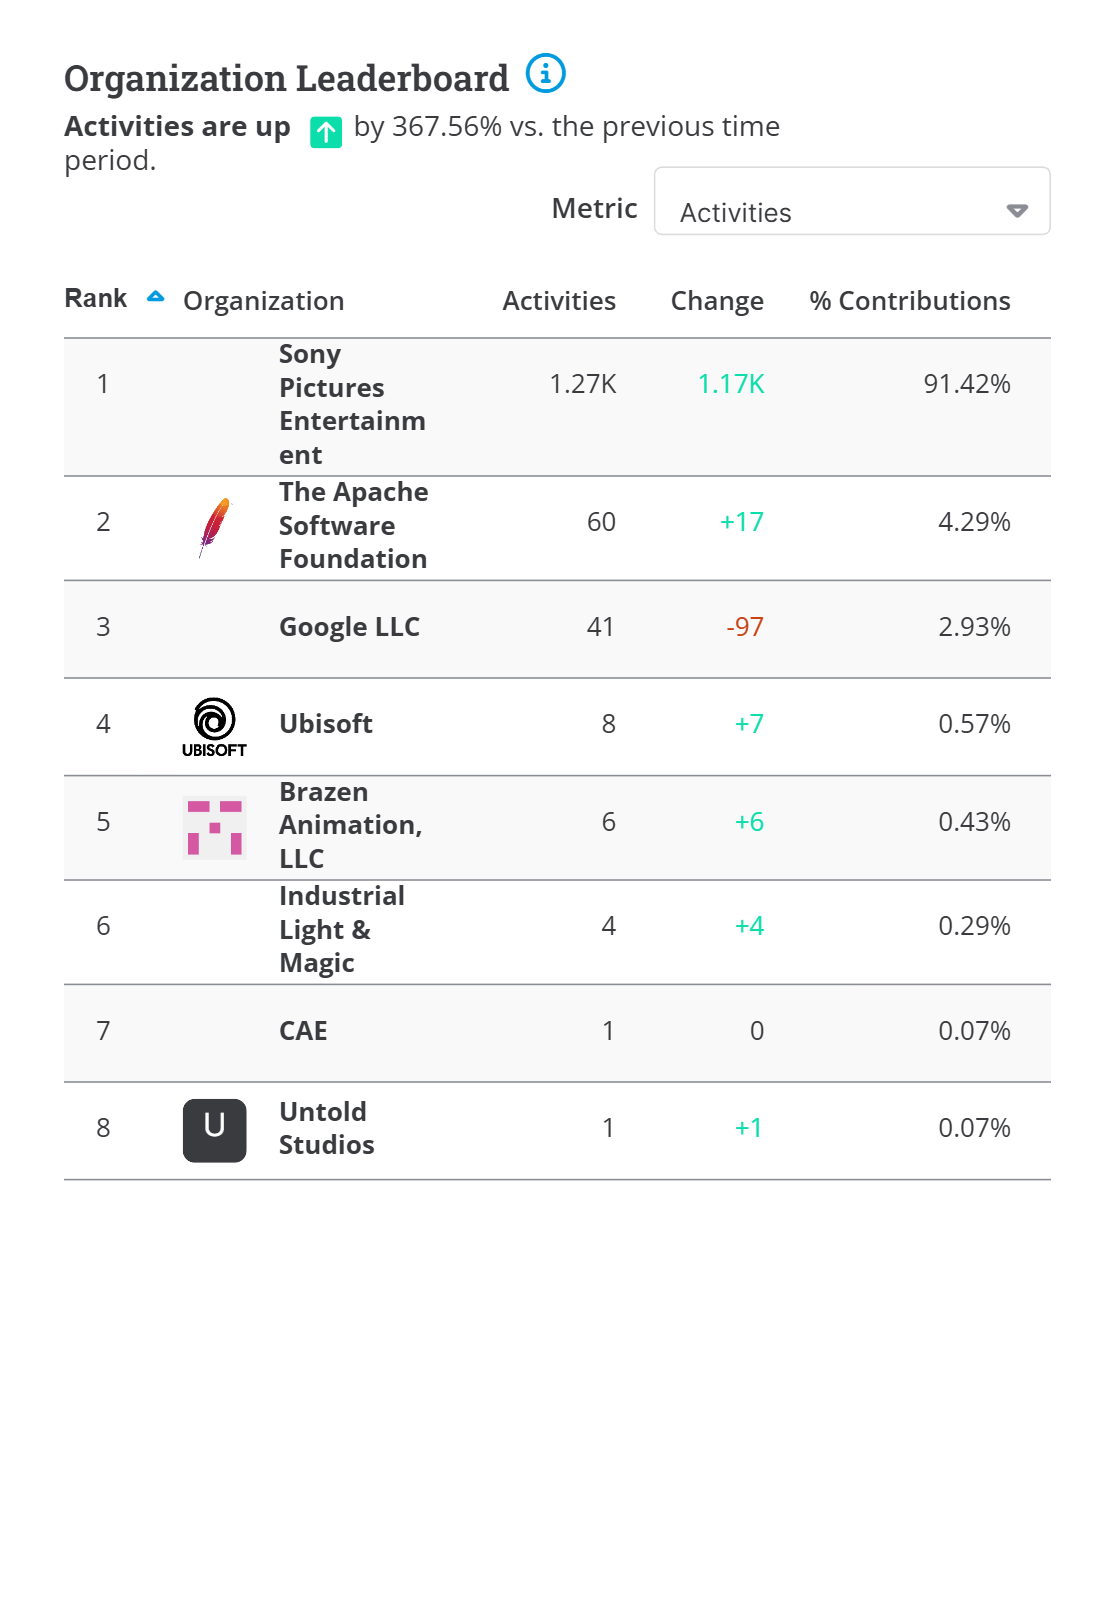 Organization Leaderboard
Activities are up by 367.56% vs. the previous time
period.
Metric Activities
Rank Organization Activities Change % Contributions
1 Sony Pictures Entertainm ent 1.27K 1.17K 91.42%
2 The Apache Software Foundation 60 +17 4.29%
3 Google LLC 41 -97 2.93%
4 UBISOFT Ubisoft 8 +7 0.57%
5 Brazen Animation, LLC 6 +6 0.43%
6 Industrial Light & Magic 4 +4 0.29%
7 CAE 1 0 0.07%
8 U Untold Studios 1 +1 0.07%